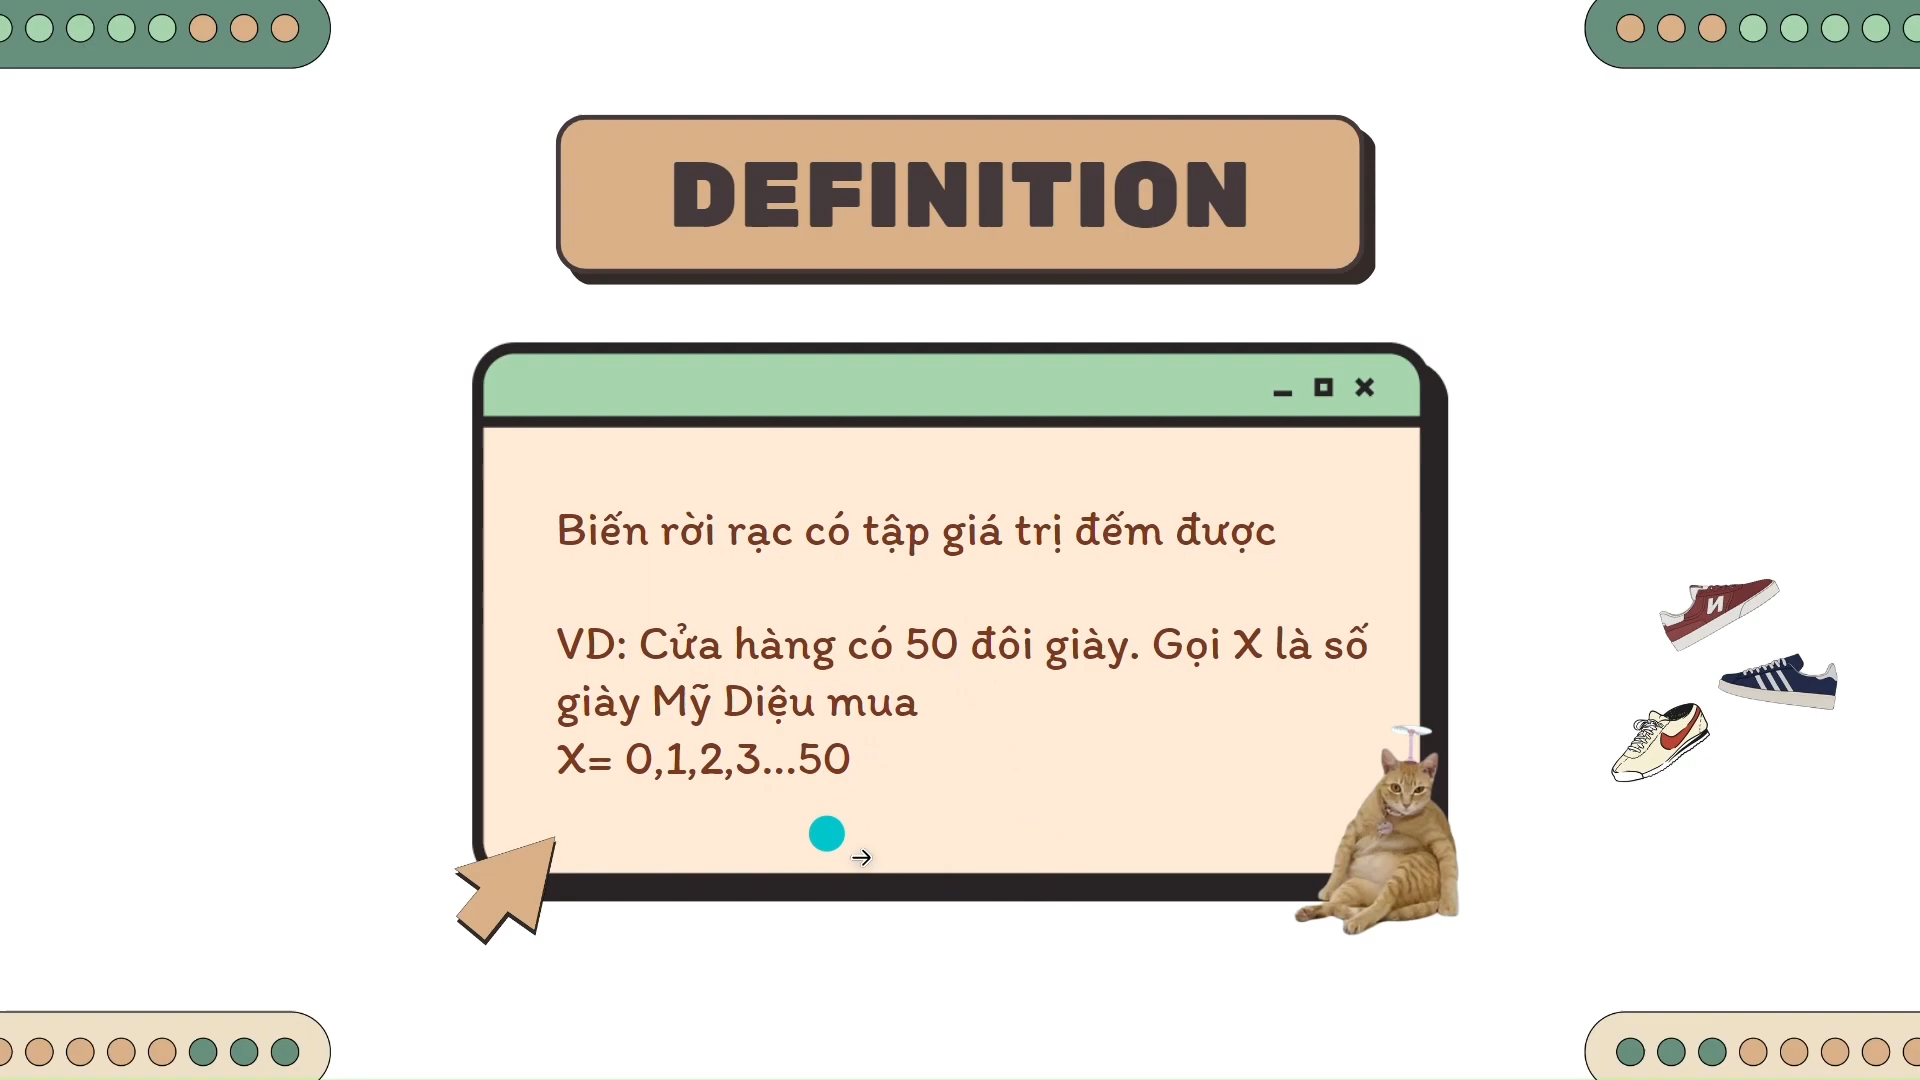 DEFINITION
Biến rời rạc có tập giá trị đếm được
VD: Cửa hàng có 50 đôi giày. Gọi X là số
giày Mỹ Diệu mua
X= 0,1,2,3...50